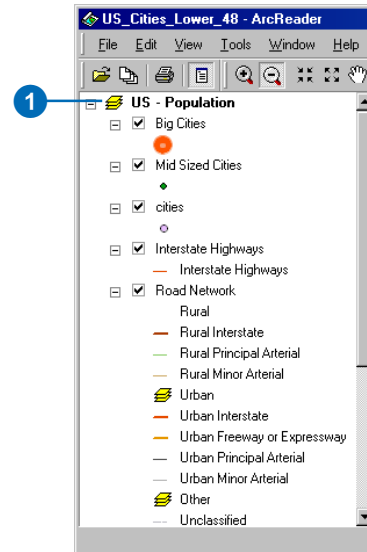 US_Cities_Lower_48 - ArcReader
File Edit View Tools Window Help
1
US - Population
Big Cities
Mid Sized Cities
cities
Interstate Highways
Interstate Highways
Road Network
Rural
Rural Interstate
Rural Principal Arterial
Rural Minor Arterial
Urban
Urban Interstate
Urban Freeway or Expressway
Urban Principal Arterial
Urban Minor Arterial
Other
Unclassified